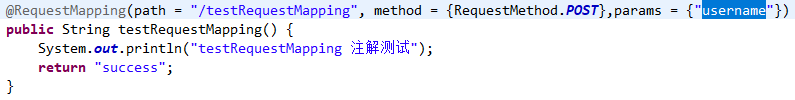 @RequestMapping(path = "/testRequestMapping", method = {RequestMethod.POST},params = {"username"})
public String testRequestMapping() {
System.out.println("testRequestMapping 注解测试");
return "success";
}